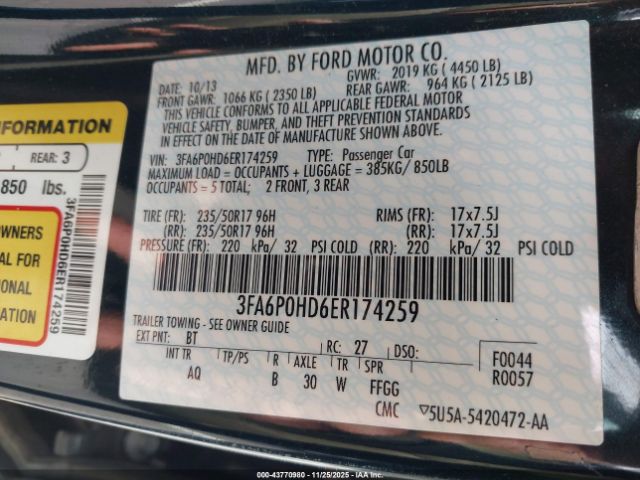 MFD. BY FORD MOTOR CO.
DATE: 10/13
GVWR: 2019 KG ( 4450 LB)
FRONT GAWR: 1066 KG ( 2350 LB)
REAR GAWR: 964 KG ( 2125 LB)
THIS VEHICLE CONFORMS TO ALL APPLICABLE FEDERAL MOTOR
VEHICLE SAFETY, BUMPER, AND THEFT PREVENTION STANDARDS
IN EFFECT ON THE DATE OF MANUFACTURE SHOWN ABOVE.
VIN: 3FA6P0HD6ER174259 TYPE: Passenger Car
MAXIMUM LOAD = OCCUPANTS + LUGGAGE = 385KG/ 850LB
OCCUPANTS = 5 TOTAL; 2 FRONT, 3 REAR
TIRE (FR): 235/50R17 96H RIMS (FR): 17x7.5J
(RR): 235/50R17 96H (RR): 17x7.5J
PRESSURE (FR): 220 kPa/ 32 PSI COLD (RR): 220 kPa/ 32 PSI COLD
3FA6P0HD6ER174259
TRAILER TOWING - SEE OWNER GUIDE
EXT PNT: BT RC: 27 DSO:
F0044
R0057
INT TR TP/PS R AXLE TR SPR
AQ B 30 W FFGG
CMC ▽5U5A-5420472-AA
INFORMATION
REAR: 3
850 lbs.
OWNERS
AL FOR
IONAL
ATION
3FA6P0HD6ER174259
000-43770980 - 11/25/2025 - IAA Inc.